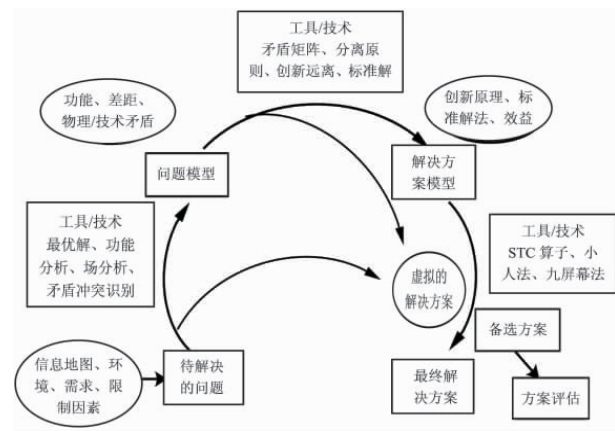 工具/技术
矛盾矩阵、分离原
则、创新远离、标准解
功能、差距、
物理/技术矛盾
创新原理、标
准解法、效益
问题模型
解决方
案模型
工具/技术
最优解、功能
分析、场分析、
矛盾冲突识别
工具/技术
STC 算子、小
人法、九屏幕法
虚拟的
解决方案
备选方案
信息地图、环
境、需求、限
制因素
待解决
的问题
最终解
决方案
方案评估